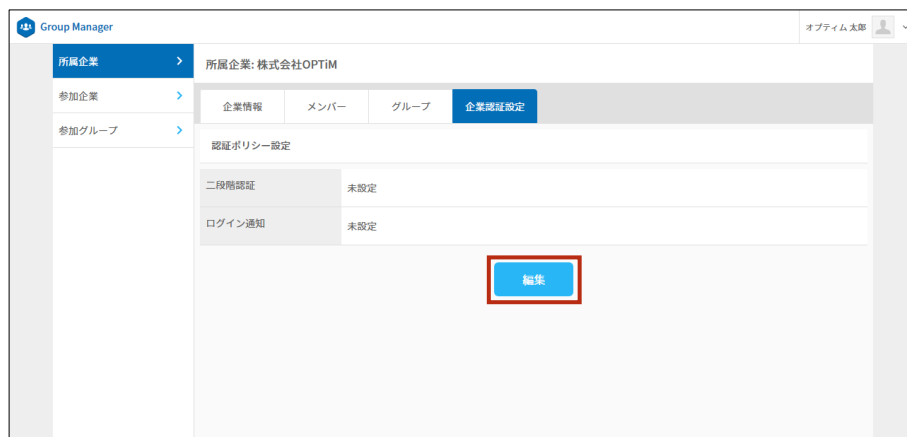 Group Manager
オプティム 太郎
所属企業
参加企業
参加グループ
所属企業: 株式会社OPTiM
企業情報
メンバー
グループ
企業認証設定
認証ポリシー設定
二段階認証
未設定
ログイン通知
未設定
編集